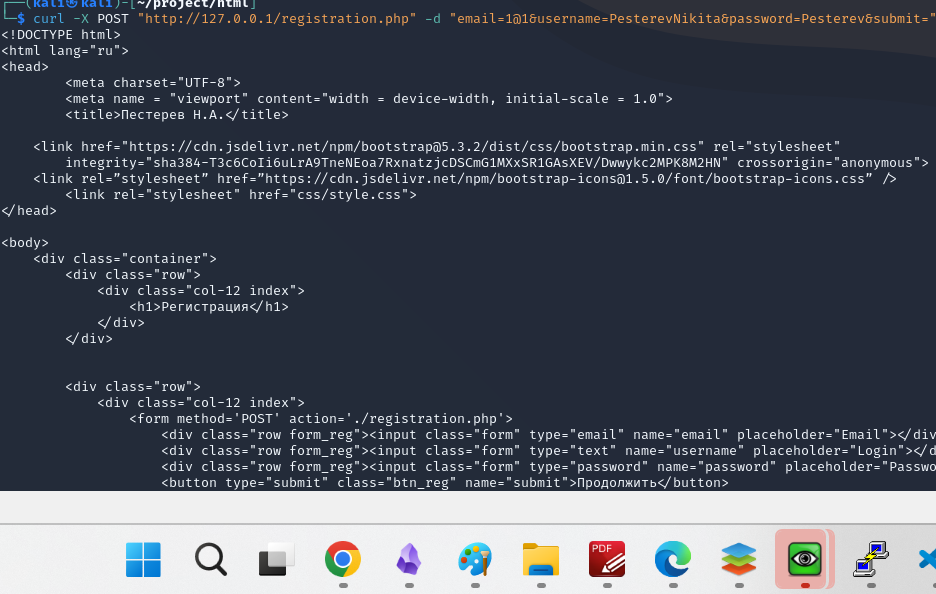 ┌──(kali㉿kali)-[~/project/html]
└─$ curl -X POST "http://127.0.0.1/registration.php" -d "email=1@1&username=PesterevNikita&password=Pesterev&submit="
<!DOCTYPE html>
<html lang="ru">
<head>
<meta charset="UTF-8">
<meta name = "viewport" content="width = device-width, initial-scale = 1.0">
<title>Пестерев Н.А.</title>
<link href="https://cdn.jsdelivr.net/npm/bootstrap@5.3.2/dist/css/bootstrap.min.css" rel="stylesheet"
integrity="sha384-T3c6CoIi6uLrA9TneNEoa7RxnatzjcDSCmG1MXxSR1GAsXEV/Dwwykc2MPK8M2HN" crossorigin="anonymous">
<link rel=”stylesheet” href=”https://cdn.jsdelivr.net/npm/bootstrap-icons@1.5.0/font/bootstrap-icons.css” />
<link rel="stylesheet" href="css/style.css">
</head>
<body>
<div class="container">
<div class="row">
<div class="col-12 index">
<h1>Регистрация</h1>
</div>
</div>
<div class="row">
<div class="col-12 index">
<form method='POST' action='./registration.php'>
<div class="row form_reg"><input class="form" type="email" name="email" placeholder="Email"></div
<div class="row form_reg"><input class="form" type="text" name="username" placeholder="Login"></d
<div class="row form_reg"><input class="form" type="password" name="password" placeholder="Passwo
<button type="submit" class="btn_reg" name="submit">Продолжить</button>
PDF